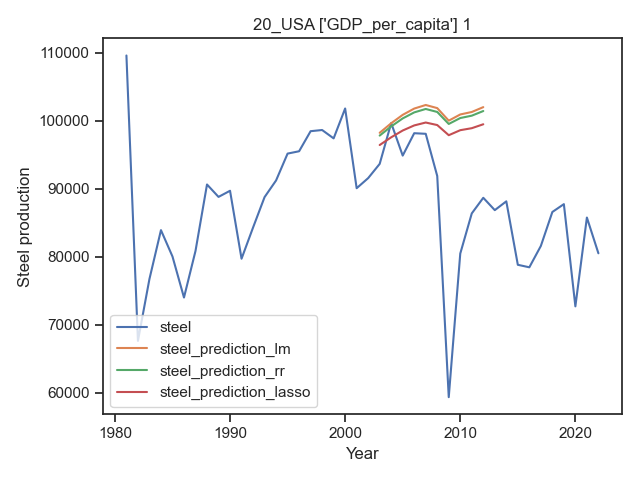 20_USA ['GDP_per_capita'] 1
110000
100000
90000
80000
70000
60000
Steel production
steel
steel_prediction_lm
steel_prediction_rr
steel_prediction_lasso
1980
1990
2000
2010
2020
Year